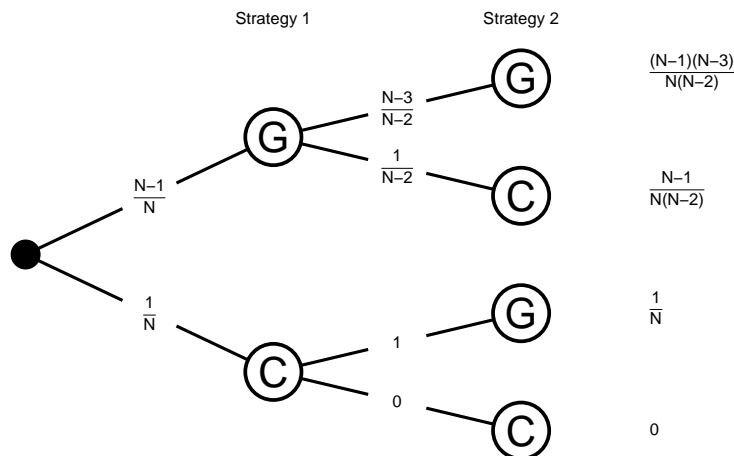 Strategy 1 Strategy 2
G (N–1)(N–3)
N(N–2)
N–3
N–2
G
1
N–2
N–1
N
C N–1
N(N–2)
G 1
N
1
N
1
C
0
C 0